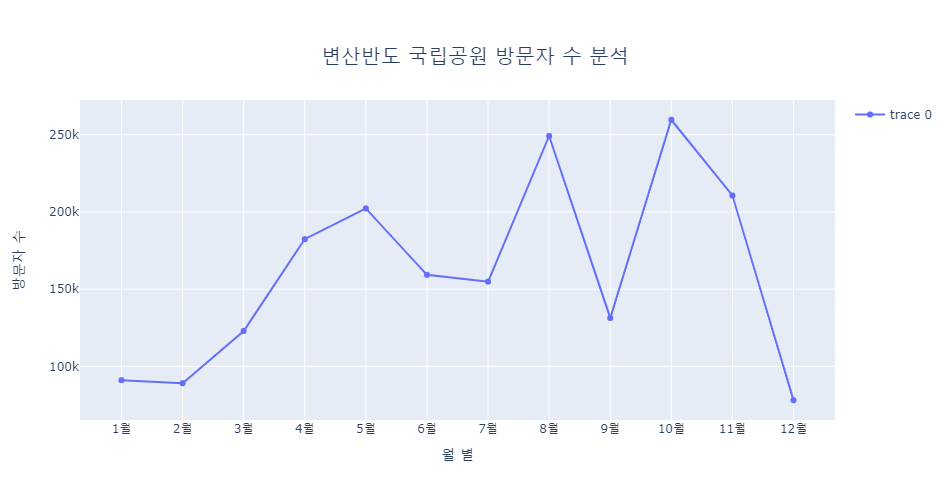 변산반도 국립공원 방문자 수 분석
trace 0
방문자 수
250k
200k
150k
100k
1월 2월 3월 4월 5월 6월 7월 8월 9월 10월 11월 12월
월 별